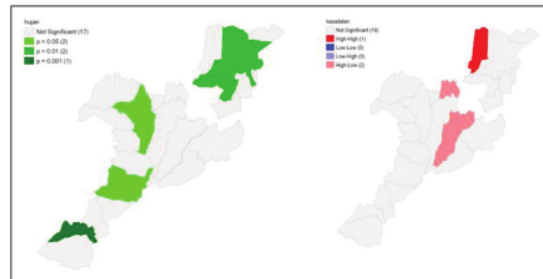 hujan
Not Significant (17)
p = 0.05 (2)
p = 0.01 (2)
p = 0.001 (1)
kepadatan
Not Significant (19)
High-High (1)
Low-Low (0)
Low-High (0)
High-Low (2)